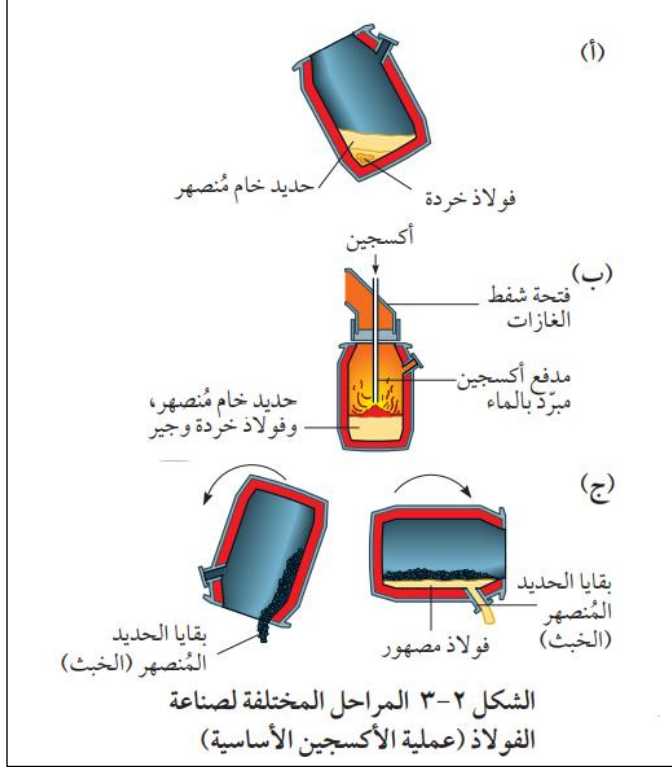 (أ)
حديد خام مُنصهر
فولاذ خردة
أكسجين
(ب)
فتحة شفط
الغازات
مدفع أكسجين
مبرّد بالماء
حديد خام مُنصهر،
وفولاذ خردة وجير
(ج)
بقايا الحديد
المُنصهر
(الخبث)
فولاذ مصهور
بقايا الحديد
المُنصهر (الخبث)
الشكل ٢-٣ المراحل المختلفة لصناعة
الفولاذ (عملية الأكسجين الأساسية)